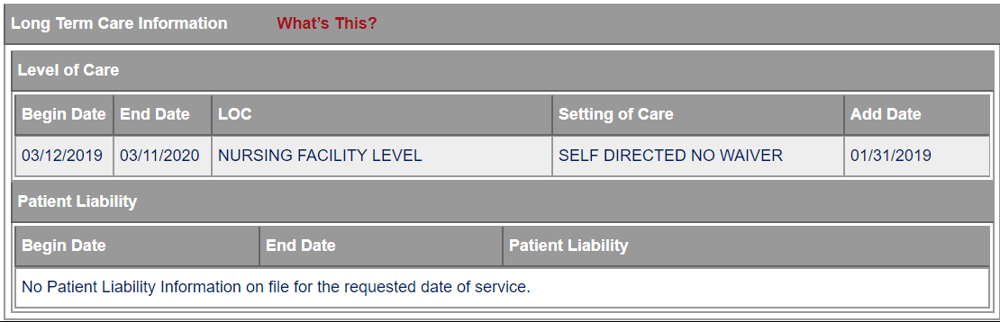 Long Term Care Information What's This?
Level of Care
Begin Date End Date LOC Setting of Care Add Date
03/12/2019 03/11/2020 NURSING FACILITY LEVEL SELF DIRECTED NO WAIVER 01/31/2019
Patient Liability
Begin Date End Date Patient Liability
No Patient Liability Information on file for the requested date of service.